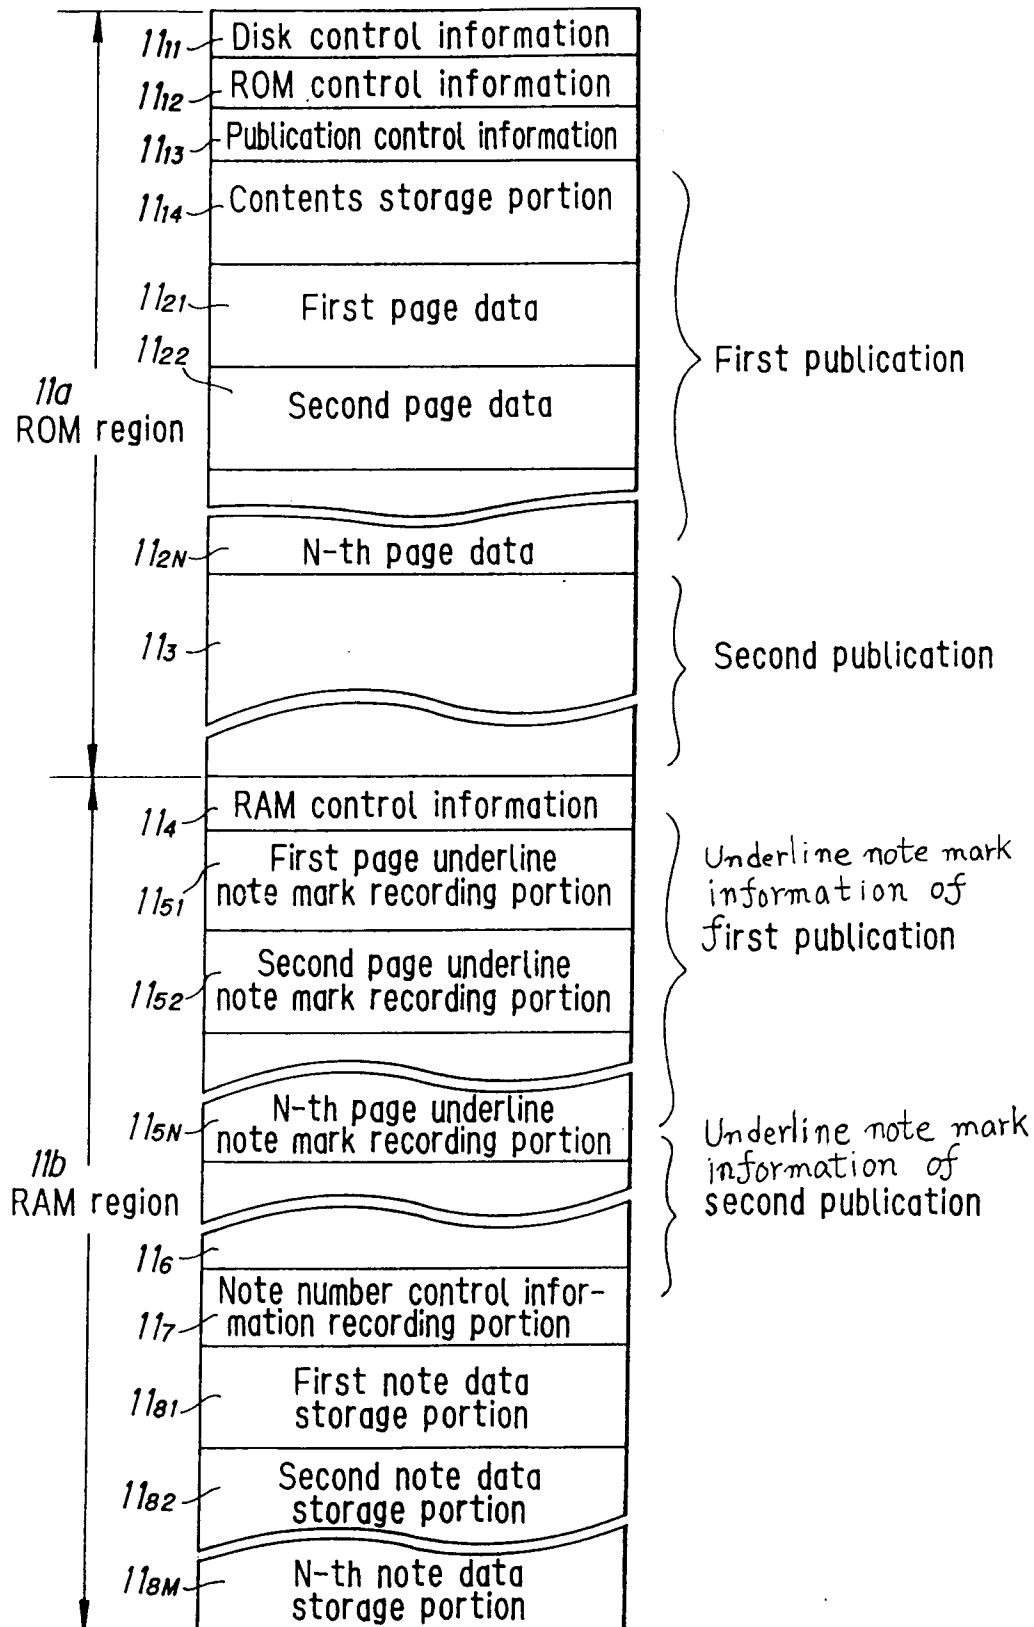 11₁₁ Disk control information
11₁₂ ROM control information
11₁₃ Publication control information
11₁₄ Contents storage portion
11₂₁ First page data
11₂₂
Second page data
First publication
11a
ROM region
11₂N N-th page data
11₃
Second publication
11₄ RAM control information
First page underline
11₅₁ note mark recording portion
Second page underline
11₅₂ note mark recording portion
Underline note mark
information of
first publication
N-th page underline
11₅N note mark recording portion
Underline note mark
information of
second publication
11b
RAM region
11₆
Note number control infor-
11₇ mation recording portion
First note data
11₈₁ storage portion
Second note data
11₈₂ storage portion
N-th note data
11₈M storage portion